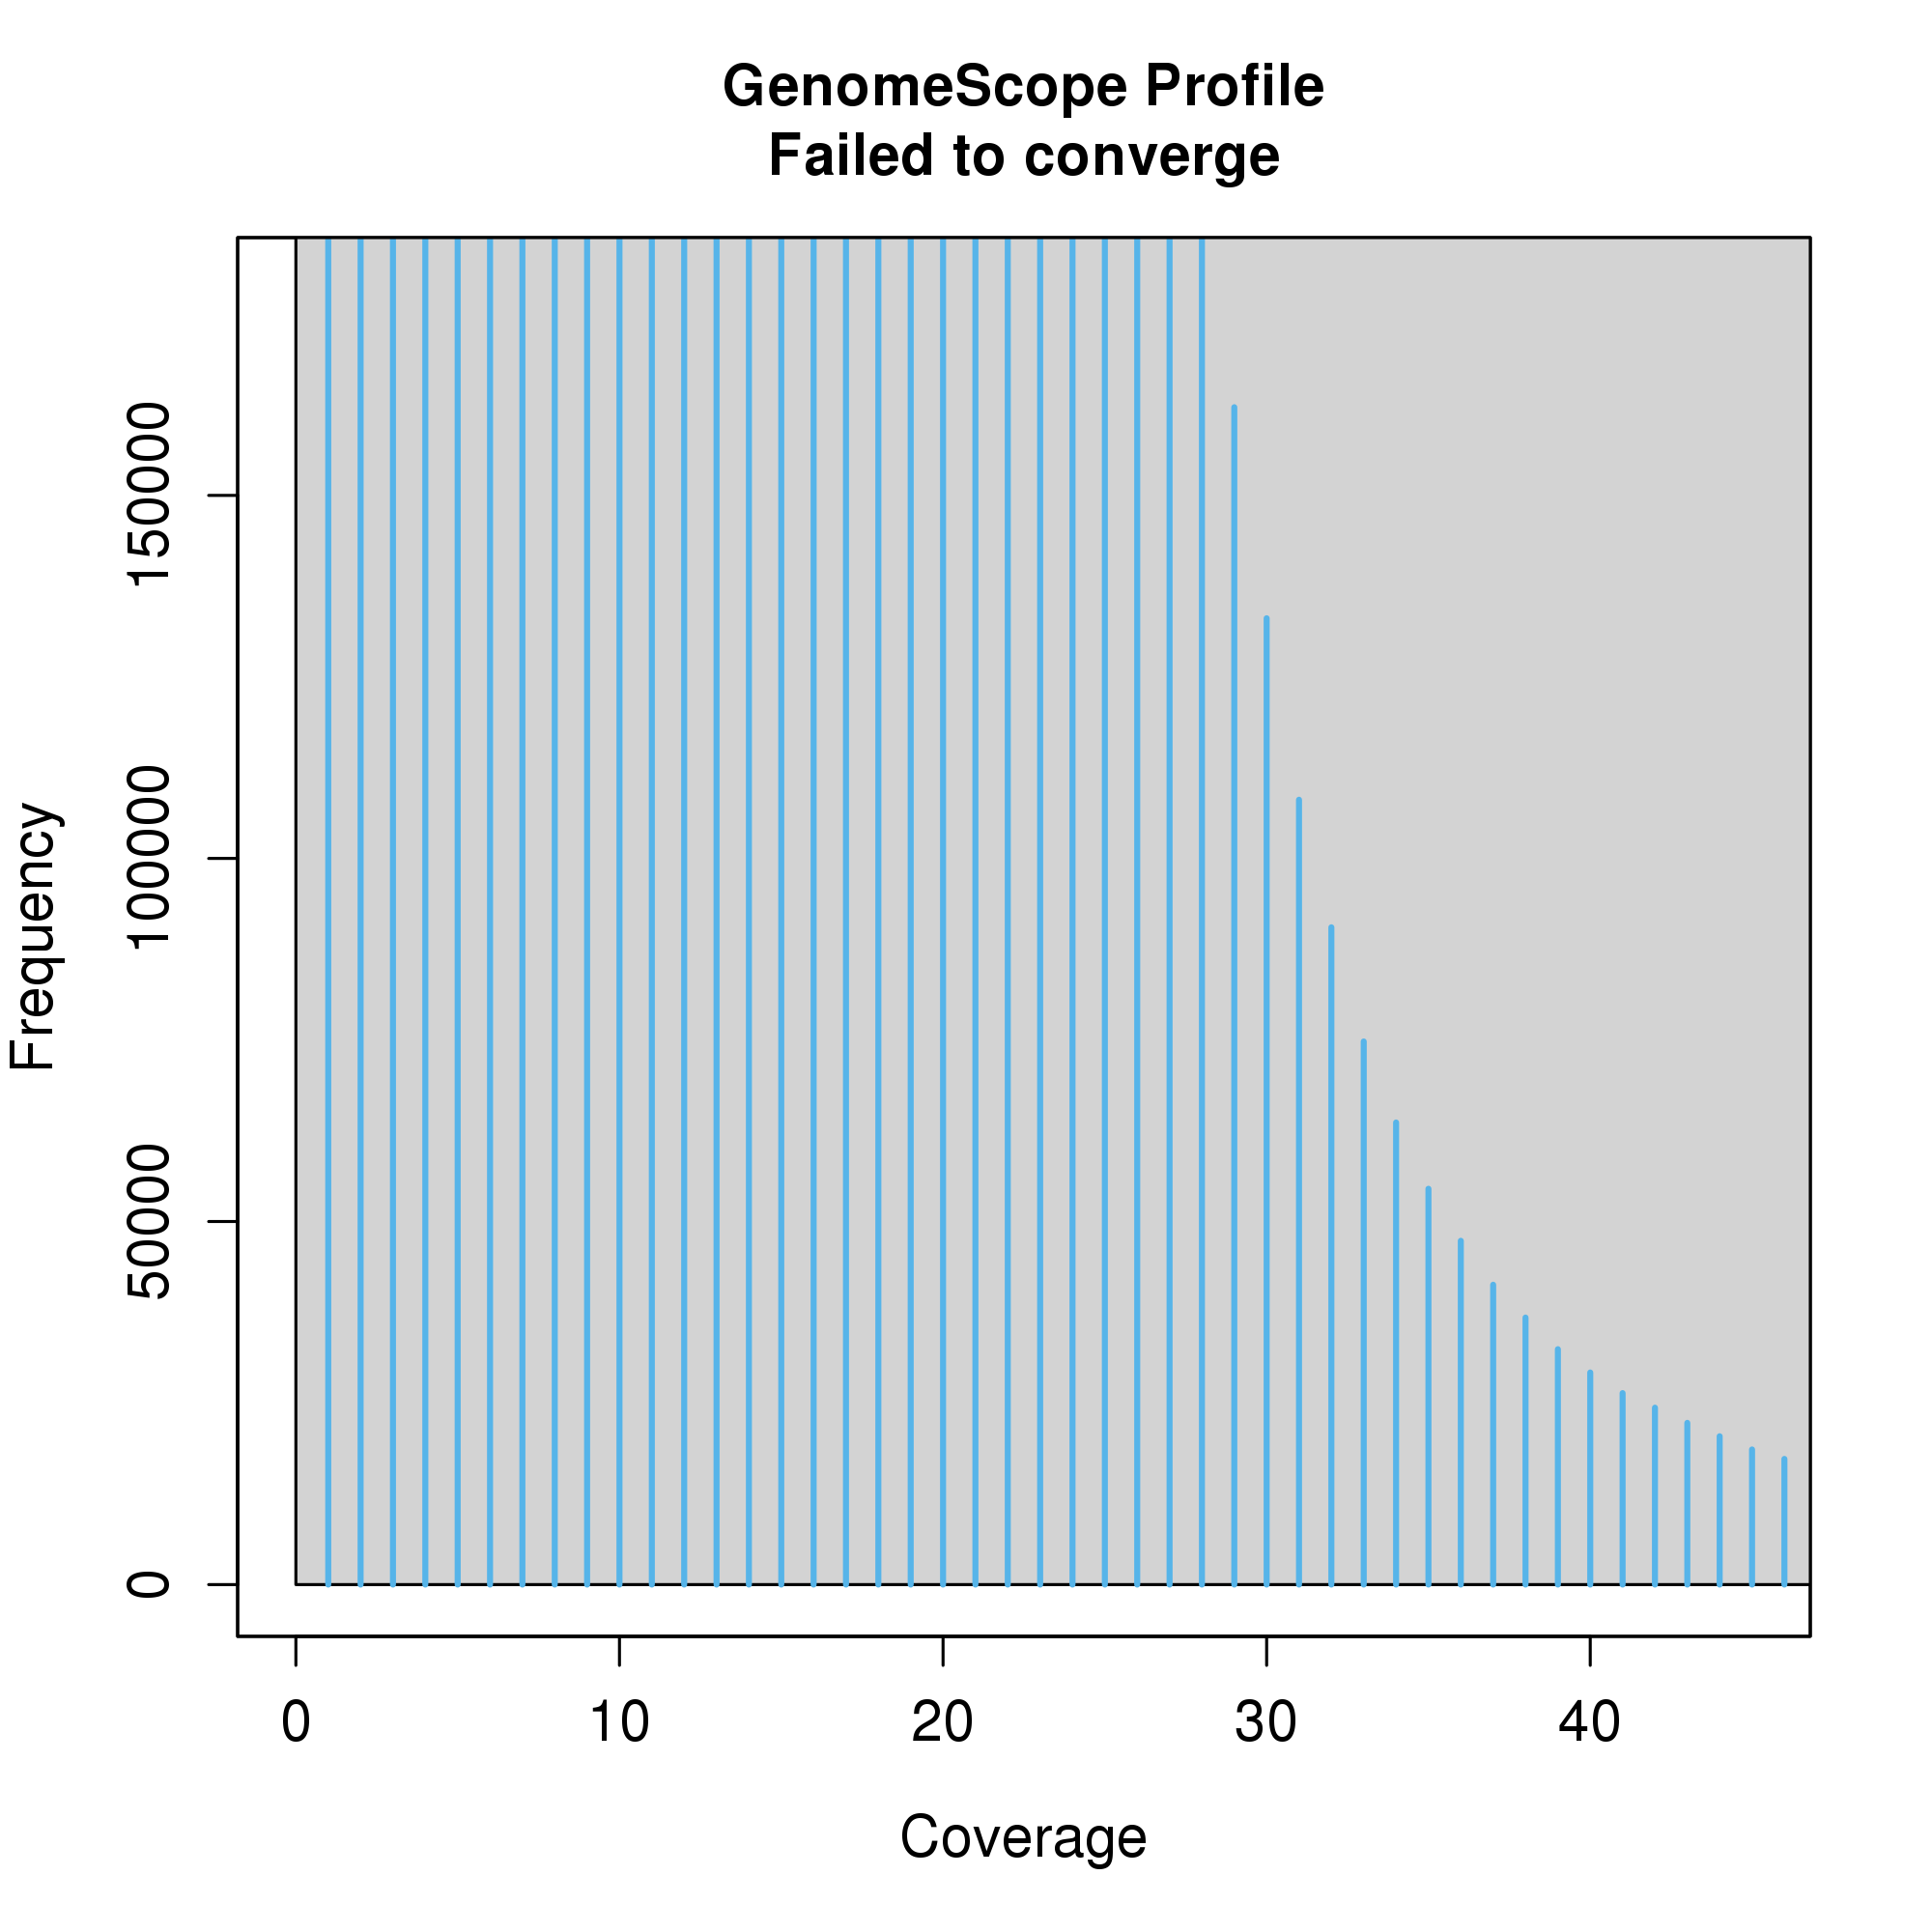 GenomeScope Profile
Failed to converge
Frequency
150000
100000
50000
0
0 10 20 30 40
Coverage